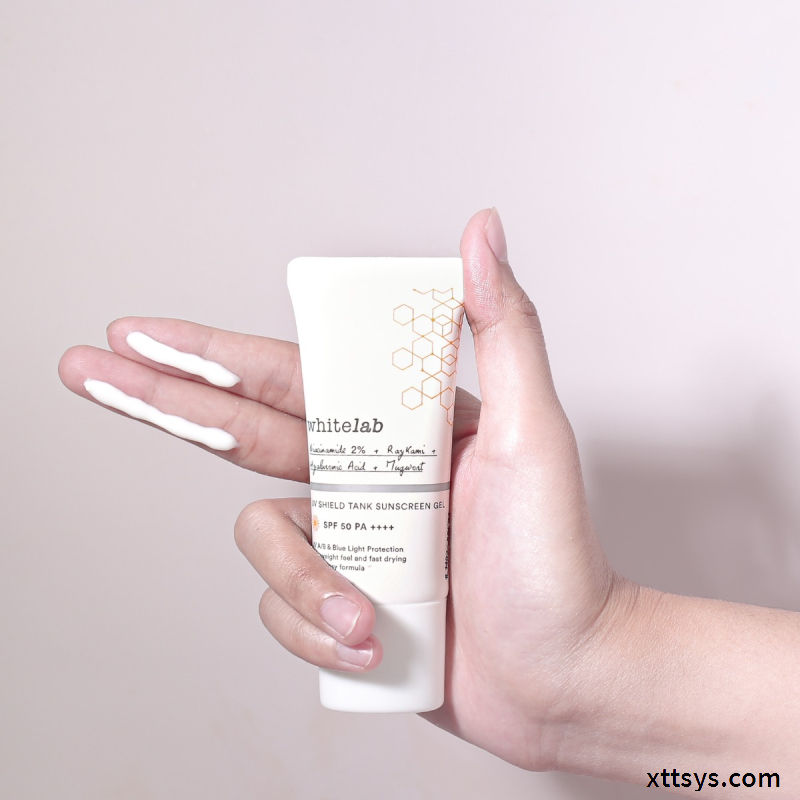 whitelab
Niacinamide 2% + RayKami +
Hyaluronic Acid + Mugwort
UV SHIELD TANK SUNSCREEN GEL
SPF 50 PA ++++
A/B & Blue Light Protection
feel and fast drying
formula
xttsys.com